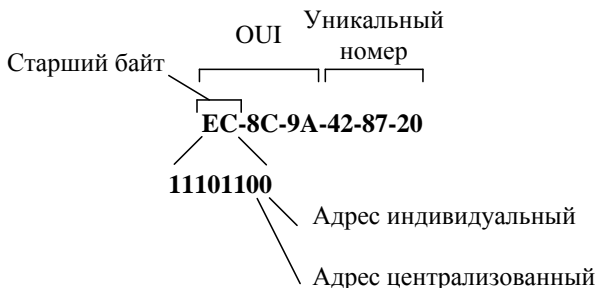 OUI
Уникальный
номер
Старший байт
EC-8C-9A-42-87-20
11101100
Адрес индивидуальный
Адрес централизованный